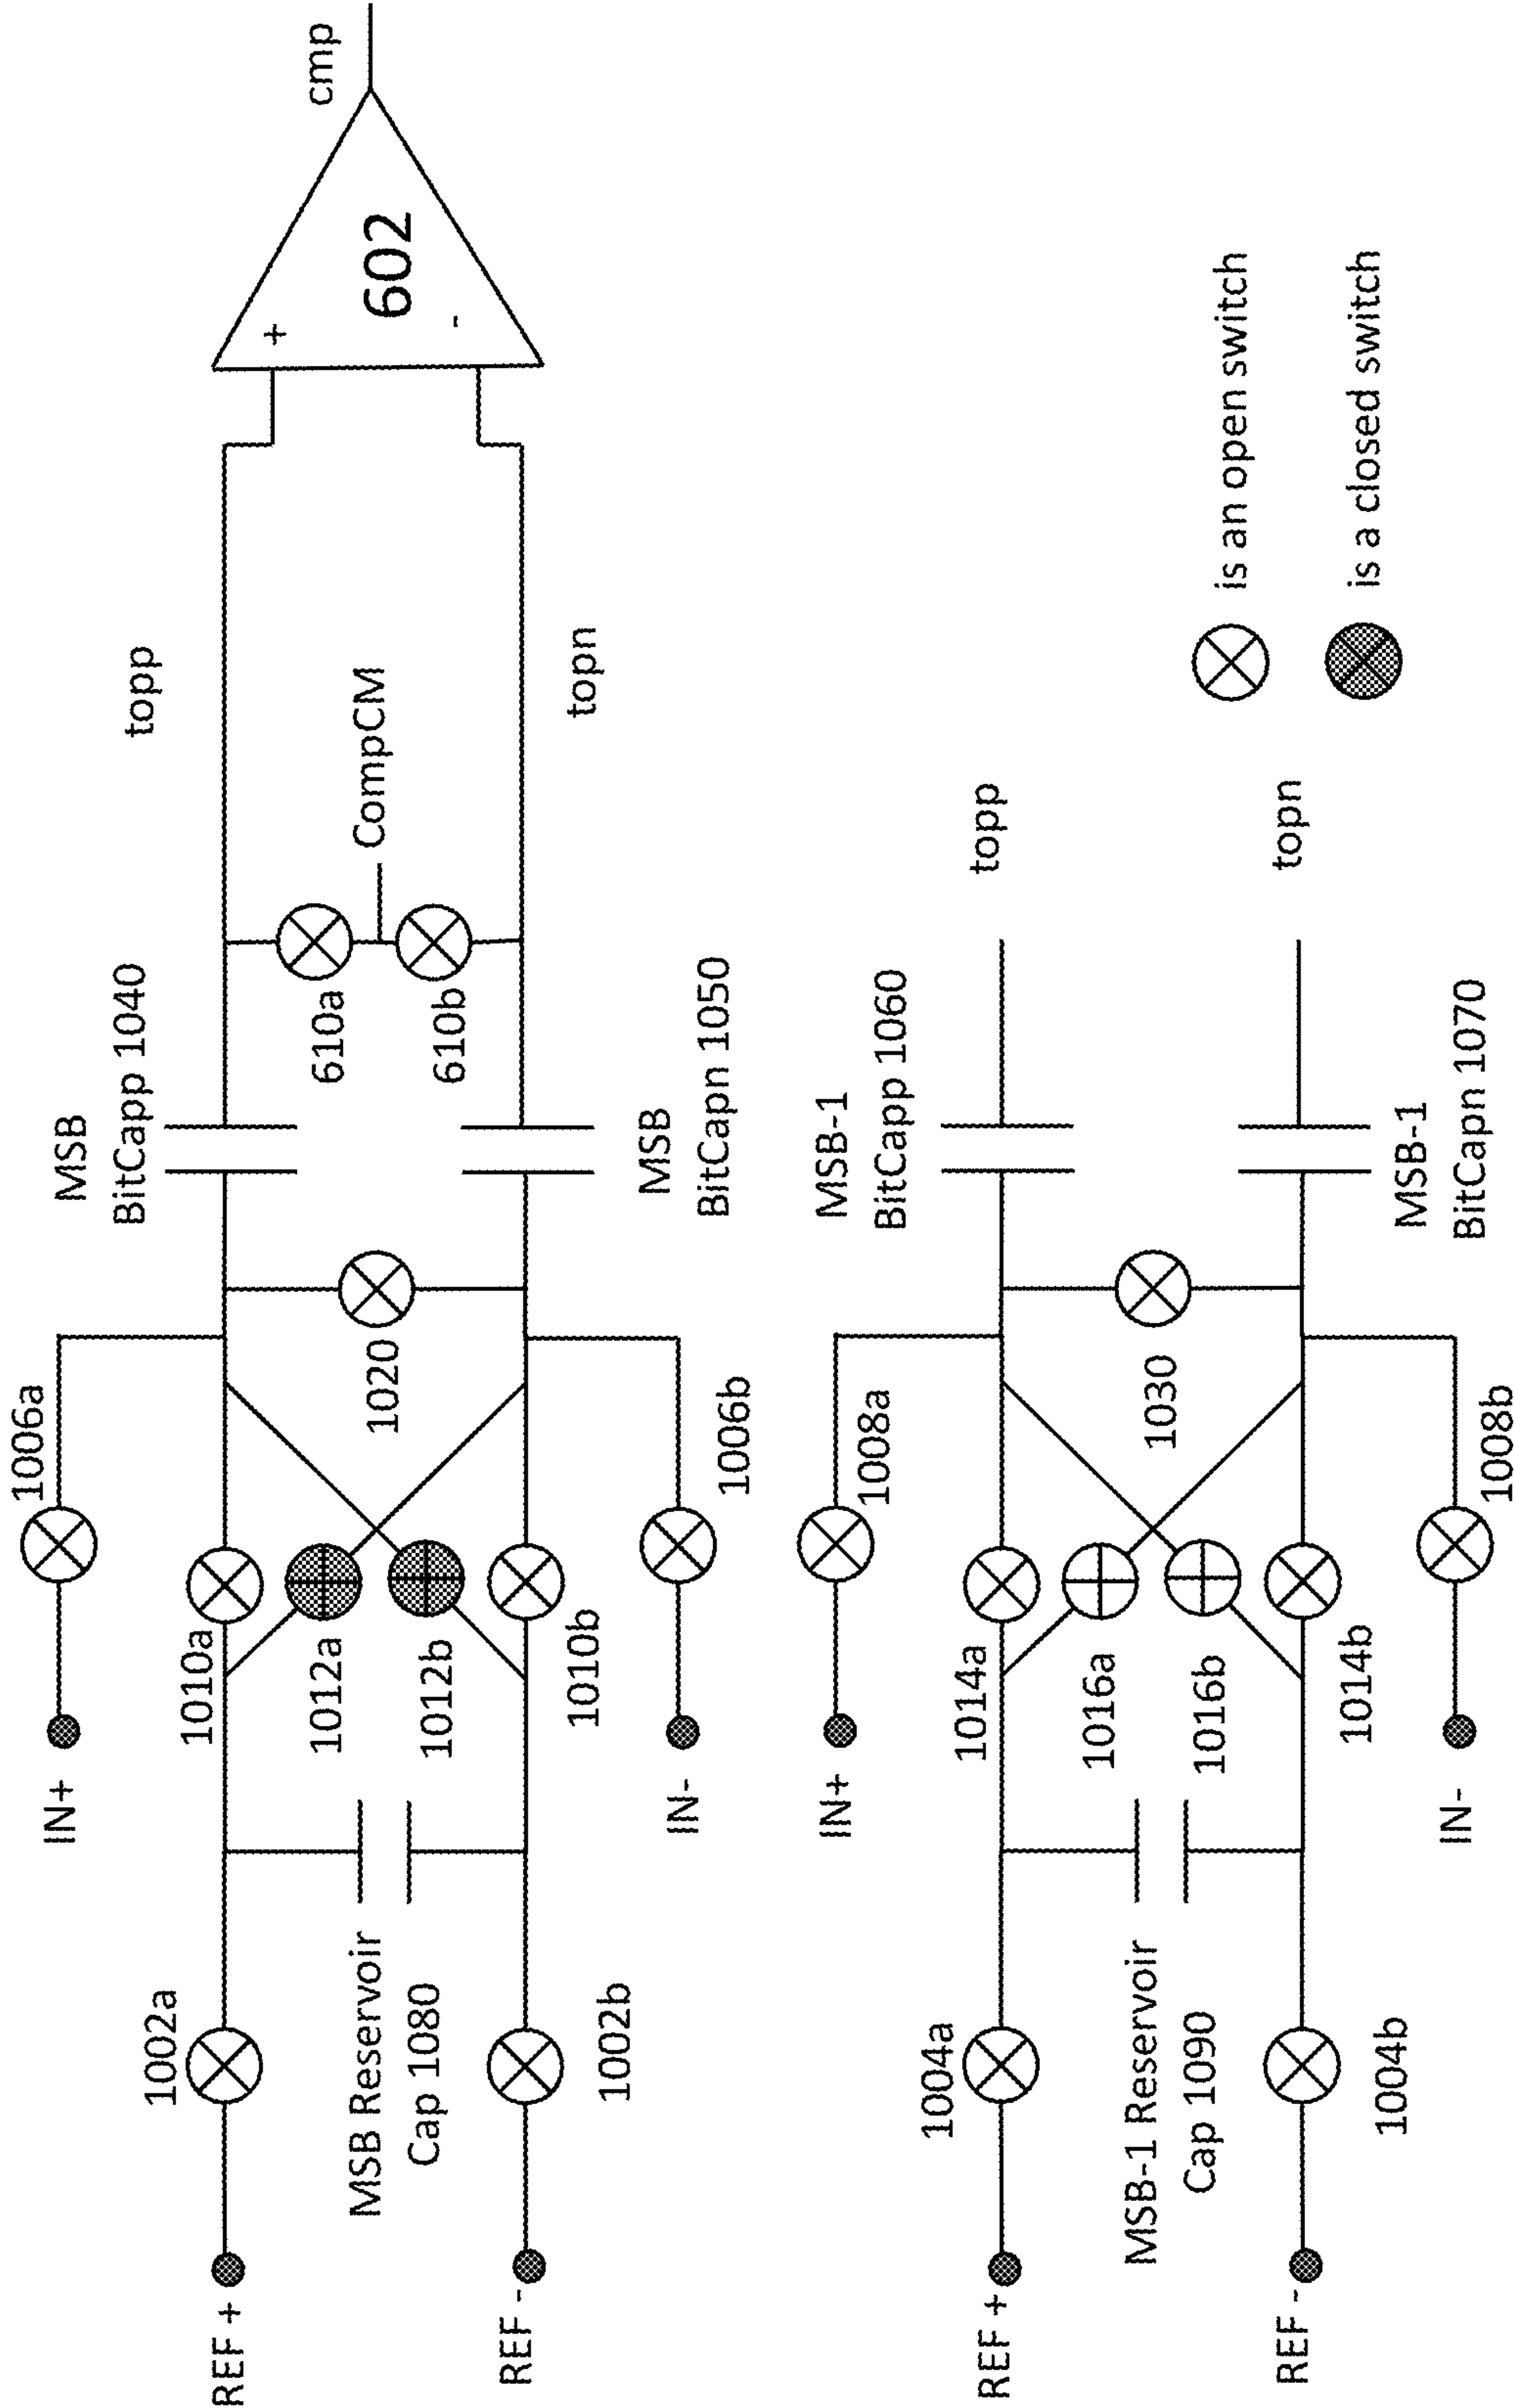 IN+
1006a
MSB
BitCapp 1040
REF +
1002a
1010a
topp
cmp
MSB Reservoir
Cap 1080
1012a
1012b
1020
610a
610b
CompCM
+
602
-
REF -
1002b
1010b
topn
IN-
1006b
MSB
BitCapn 1050
IN+
1008a
MSB-1
BitCapp 1060
REF +
1004a
1014a
topp
MSB-1 Reservoir
Cap 1090
1016a
1016b
1030
REF -
1004b
1014b
topn
IN-
1008b
MSB-1
BitCapn 1070
is an open switch
is a closed switch